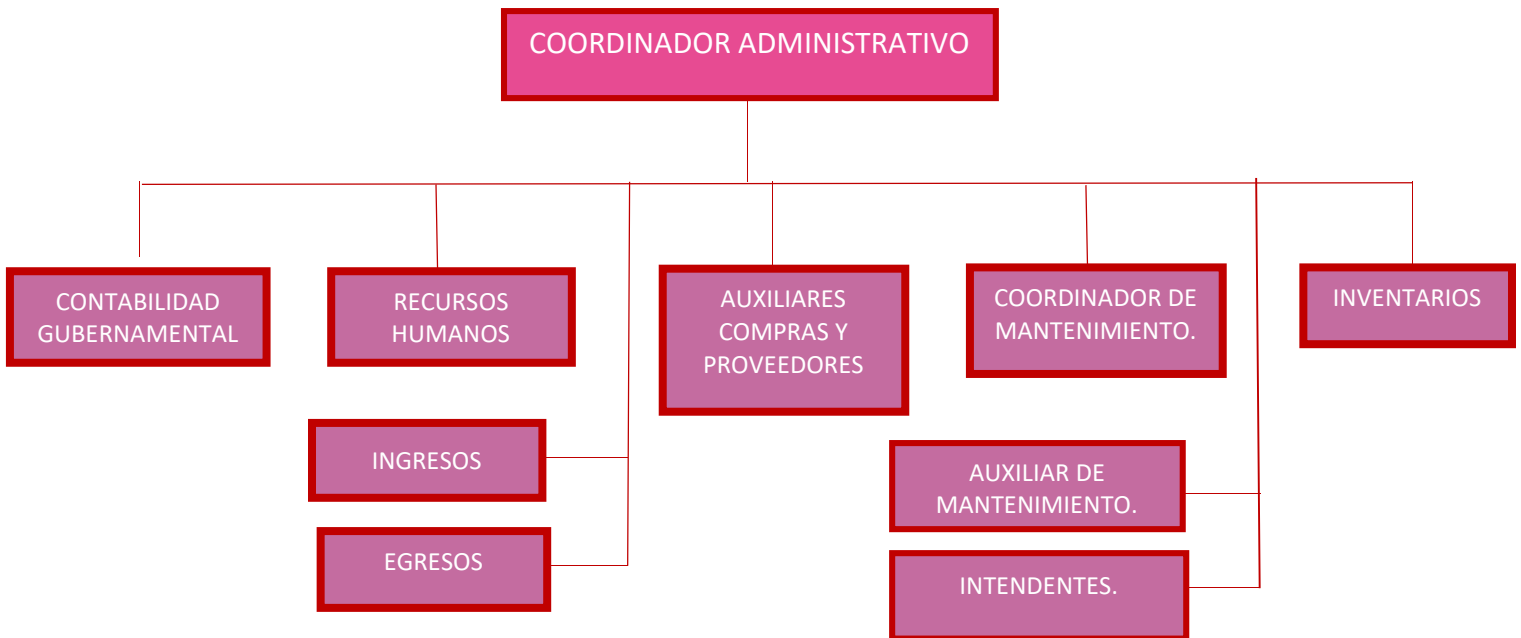 COORDINADOR ADMINISTRATIVO
CONTABILIDAD
GUBERNAMENTAL
RECURSOS
HUMANOS
AUXILIARES
COMPRAS Y
PROVEEDORES
COORDINADOR DE
MANTENIMIENTO.
INVENTARIOS
INGRESOS
EGRESOS
AUXILIAR DE
MANTENIMIENTO.
INTENDENTES.